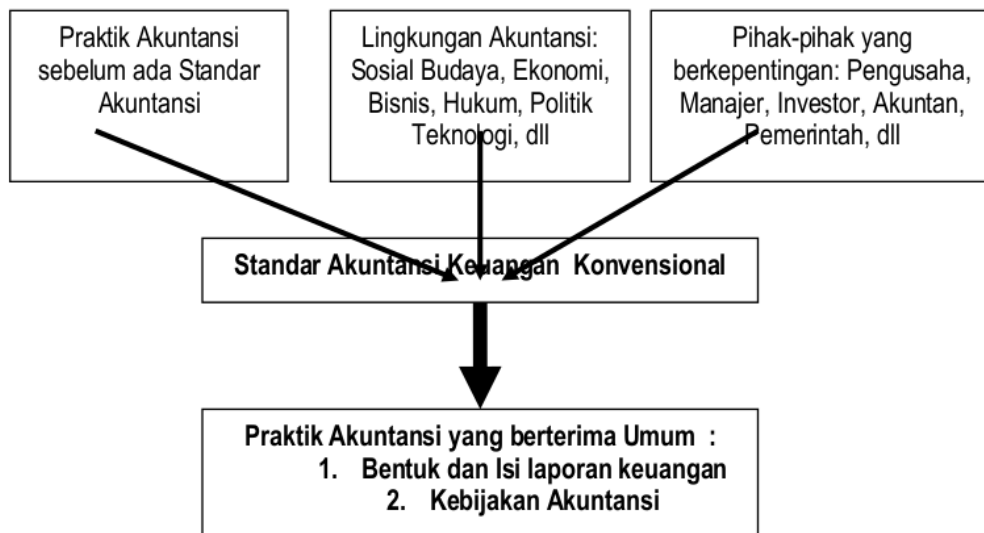 Praktik Akuntansi
sebelum ada Standar
Akuntansi
Lingkungan Akuntansi:
Sosial Budaya, Ekonomi,
Bisnis, Hukum, Politik
Teknologi, dll
Pihak-pihak yang
berkepentingan: Pengusaha,
Manajer, Investor, Akuntan,
Pemerintah, dll
Standar Akuntansi Keuangan Konvensional
Praktik Akuntansi yang berterima Umum :
1. Bentuk dan Isi laporan keuangan
2. Kebijakan Akuntansi